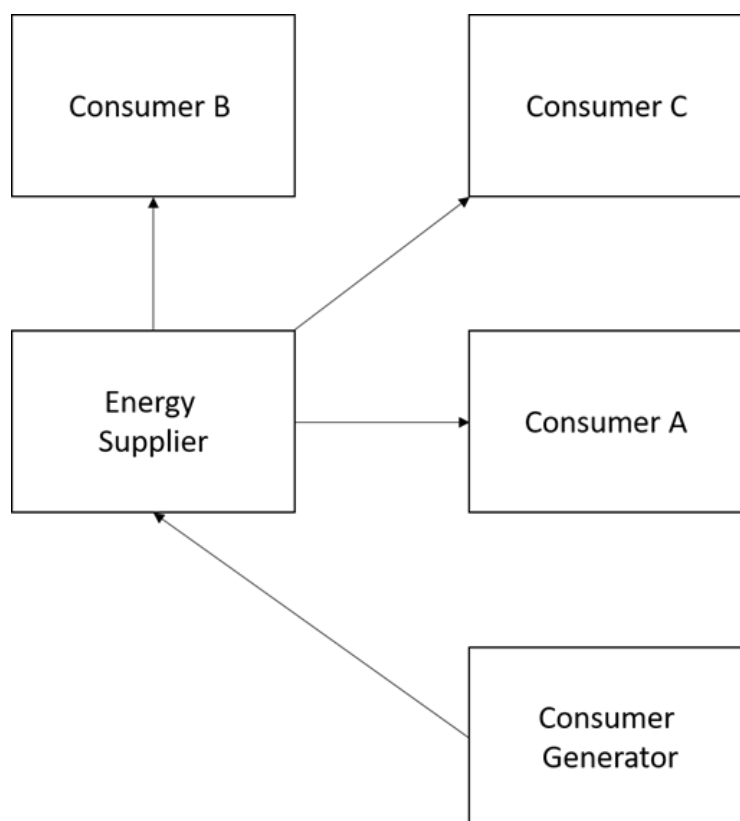 Consumer B
Consumer C
Energy
Supplier
Consumer A
Consumer
Generator